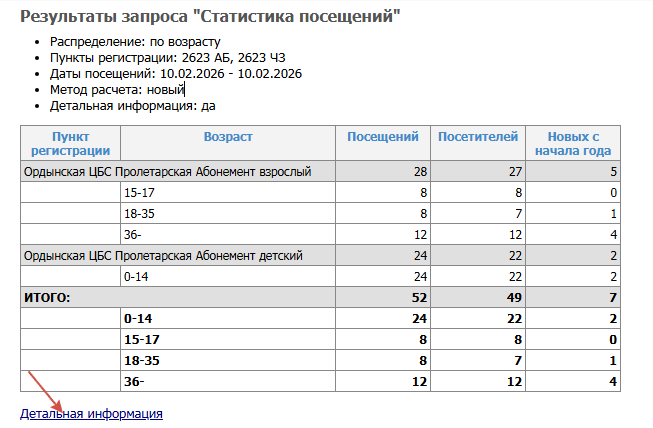 Результаты запроса "Статистика посещений"
Распределение: по возрасту
Пункты регистрации: 2623 АБ, 2623 ЧЗ
Даты посещений: 10.02.2026 - 10.02.2026
Метод расчета: новый
Детальная информация: да
Пункт регистрации Возраст Посещений Посетителей Новых с начала года
Ордынская ЦБС Пролетарская Абонемент взрослый 28 27 5
15-17 8 8 0
18-35 8 7 1
36- 12 12 4
Ордынская ЦБС Пролетарская Абонемент детский 24 22 2
0-14 24 22 2
ИТОГО: 52 49 7
0-14 24 22 2
15-17 8 8 0
18-35 8 7 1
36- 12 12 4
Детальная информация